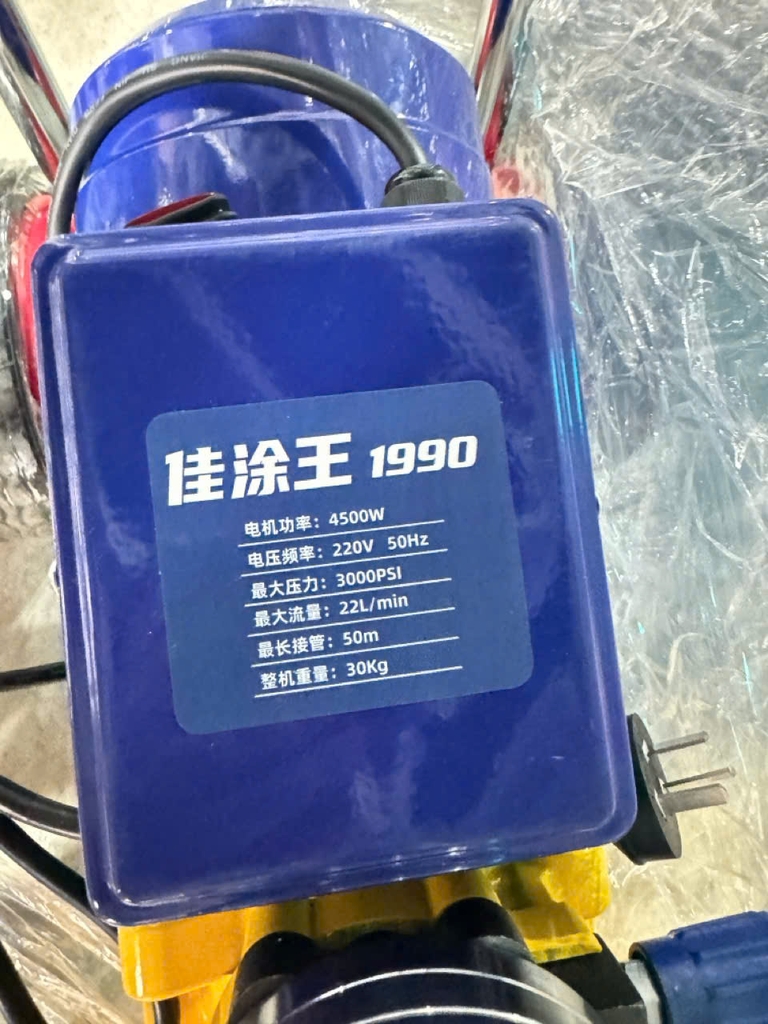 佳涂王 1990
电机功率：4500W
电压频率：220V 50Hz
最大压力：3000PSI
最大流量：22L/min
最长接管：50m
整机重量：30Kg